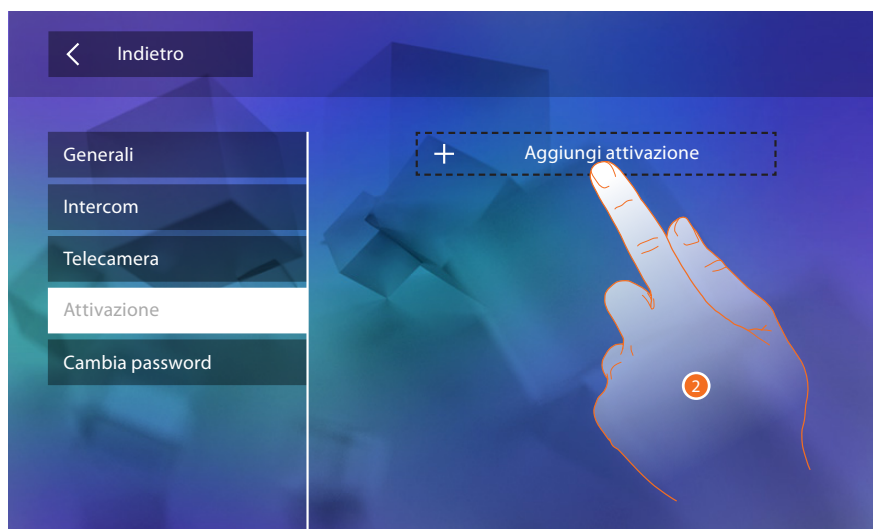 Indietro
Generali
Intercom
Telecamera
Attivazione
Cambia password
+ Aggiungi attivazione
2